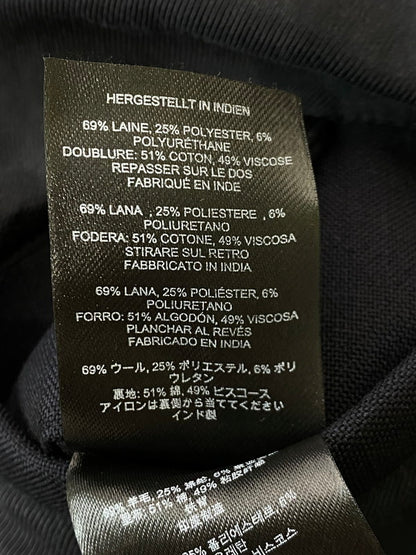 HERGESTELLT IN INDIEN
69% LAINE, 25% POLYESTER, 6%
POLYURÉTHANE
DOUBLURE: 51% COTON, 49% VISCOSE
REPASSER SUR LE DOS
FABRIQUÉ EN INDE
69% LANA , 25% POLIESTERE , 6%
POLIURETANO
FODERA: 51% COTONE, 49% VISCOSA
STIRARE SUL RETRO
FABBRICATO IN INDIA
69% LANA, 25% POLIÉSTER, 6%
POLIURETANO
FORRO: 51% ALGODÓN, 49% VISCOSA
PLANCHAR AL REVÉS
FABRICADO EN INDIA
69% ウール, 25% ポリエステル, 6% ポリ
ウレタン
裏地: 51% 綿, 49% ビスコース
アイロンは裏側から当ててください
インド製